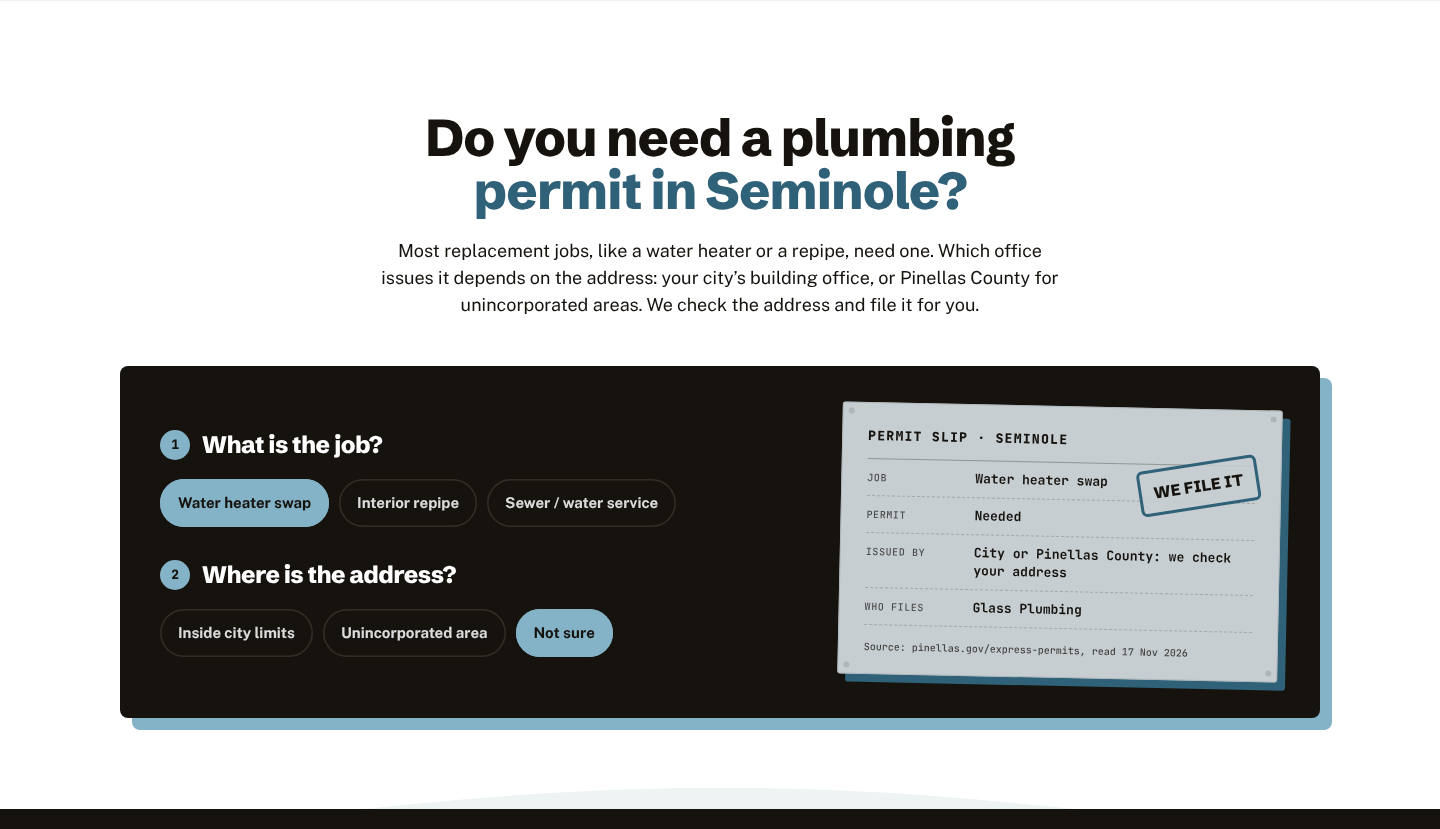 Do you need a plumbing
permit in Seminole?
Most replacement jobs, like a water heater or a repipe, need one. Which office
issues it depends on the address: your city’s building office, or Pinellas County for
unincorporated areas. We check the address and file it for you.
1 What is the job?
Water heater swap Interior repipe Sewer / water service
2 Where is the address?
Inside city limits Unincorporated area Not sure
PERMIT SLIP · SEMINOLE
WE FILE IT
JOB Water heater swap
PERMIT Needed
ISSUED BY City or Pinellas County: we check
your address
WHO FILES Glass Plumbing
Source: pinellas.gov/express-permits, read 17 Nov 2026